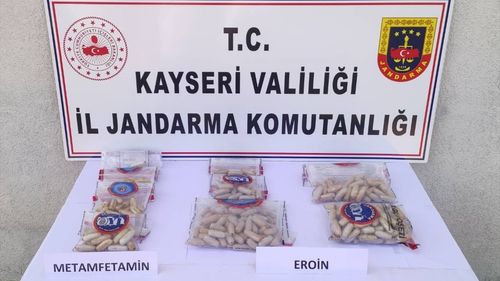 T.C.
KAYSERİ VALİLİĞİ
İL JANDARMA KOMUTANLIĞI
JANDARMA
METAMFETAMİN
EROİN